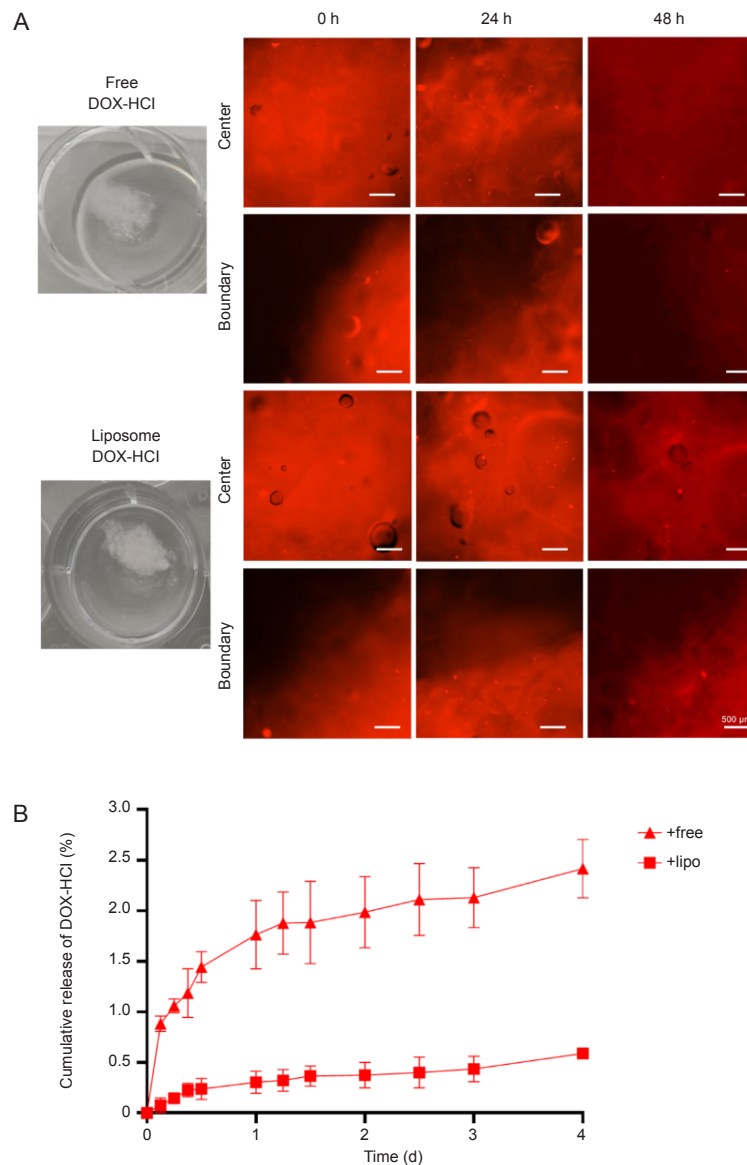 A
0 h
24 h
48 h
Free
DOX-HCl
Center
Boundary
Liposome
DOX-HCl
Center
Boundary
500 μm
B
Cumulative release of DOX-HCl (%)
3.0
2.5
2.0
1.5
1.0
0.5
0
0
1
2
3
4
Time (d)
+free
+lipo